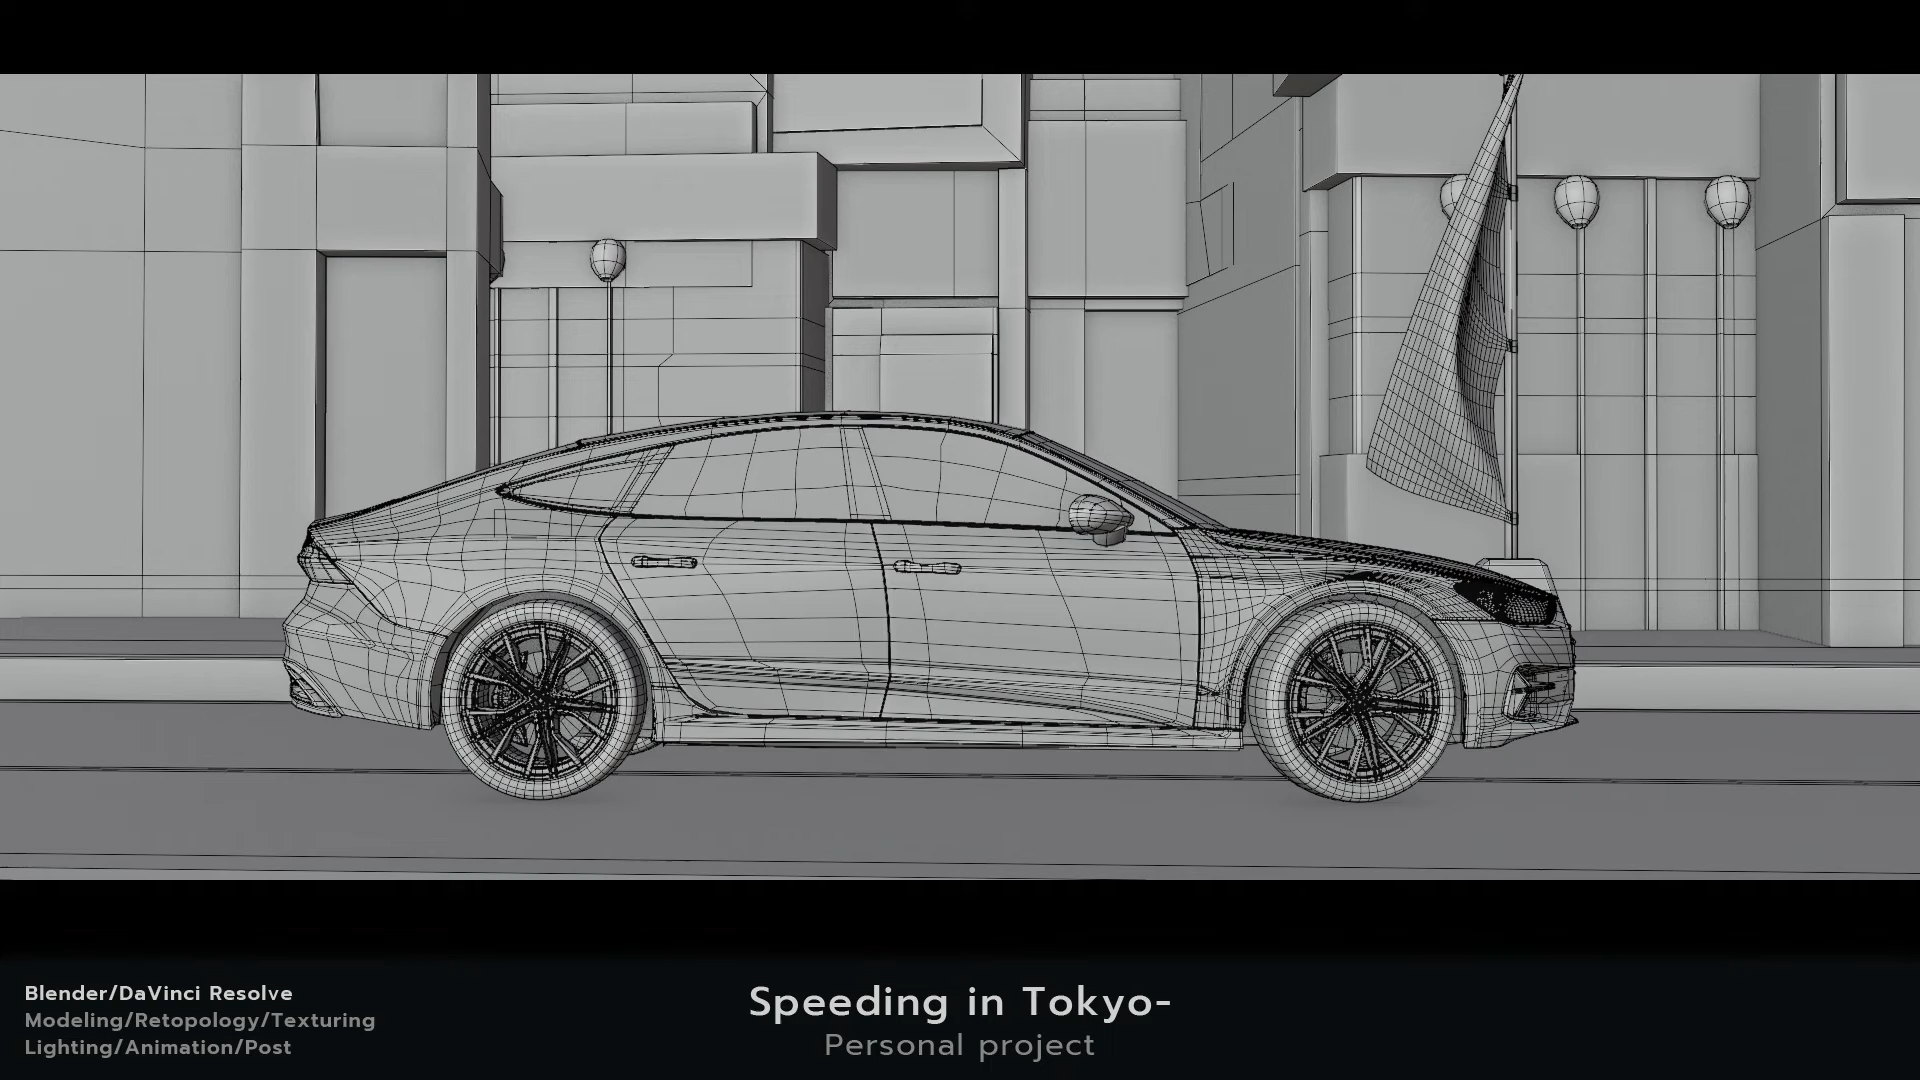 Blender/DaVinci Resolve
Modeling/Retopology/Texturing
Lighting/Animation/Post
Speeding in Tokyo-
Personal project